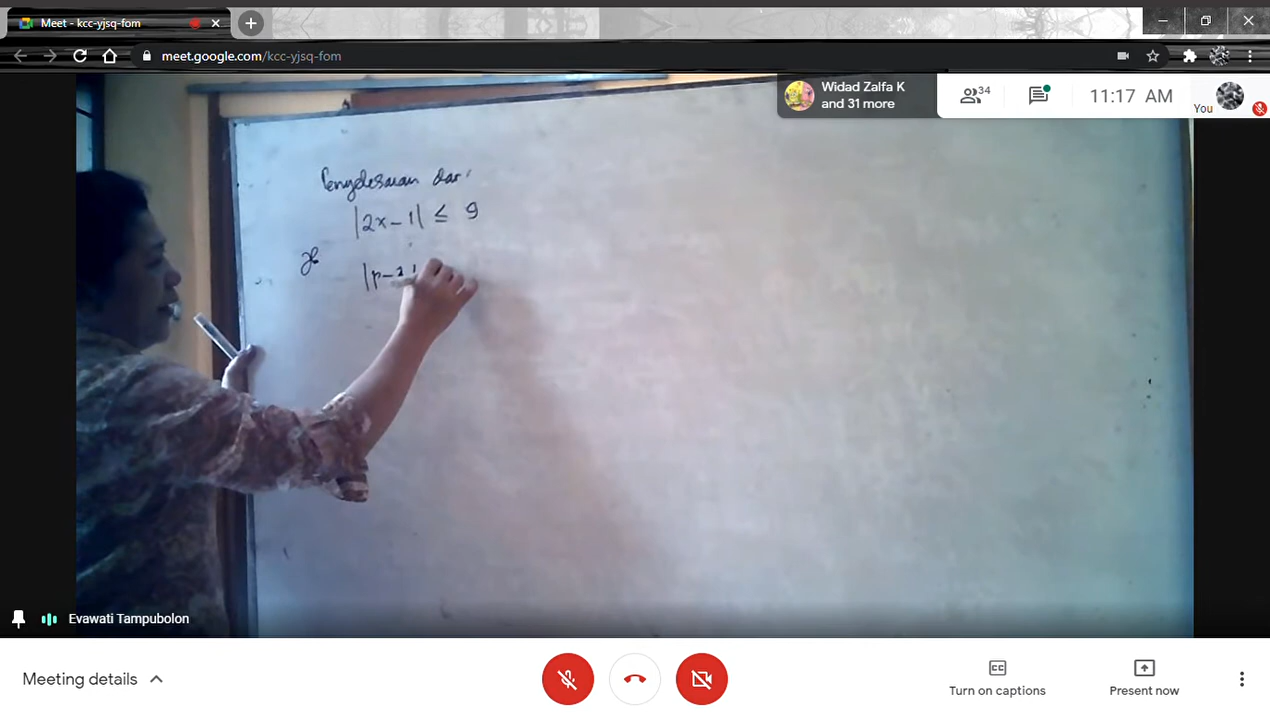 Meet - kcc-yjsq-fom
meet.google.com/kcc-yjsq-fom
Widad Zalfa K
and 31 more
34
11:17 AM
You
Penyelesaian dari
|2x-1| ≤ 9
Evawati Tampubolon
Meeting details
CC
Turn on captions
Present now